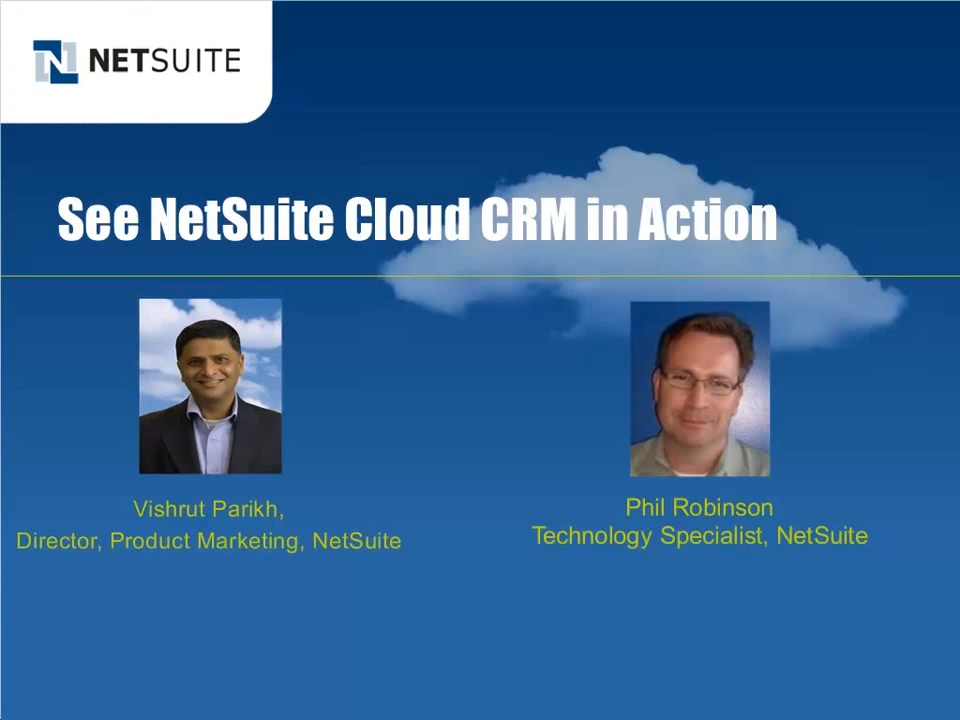 NETSUITE
See NetSuite Cloud CRM in Action
Vishrut Parikh,
Director, Product Marketing, NetSuite
Phil Robinson
Technology Specialist, NetSuite